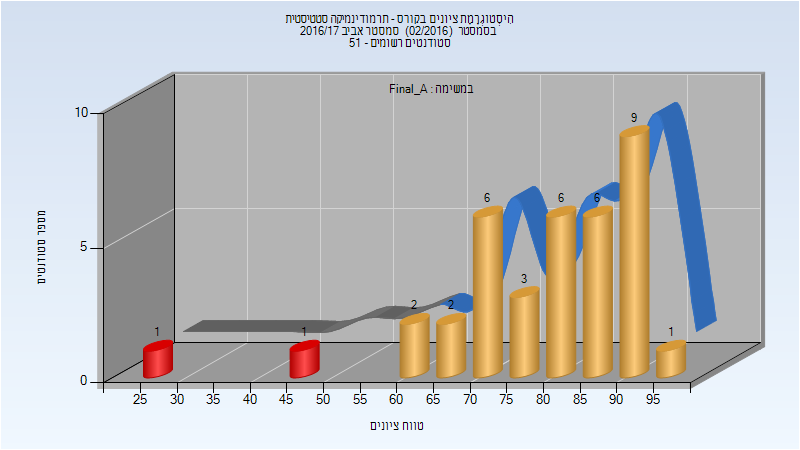 היסטוגרמת ציונים בקורס - תרמודינמיקה סטטיסטית
בסמסטר (02/2016) סמסטר אביב 2016/17
סטודנטים רשומים - 51
במשימה : Final_A
מספר סטודנטים
10
5
0
1
1
2
2
6
3
6
6
9
1
25 30 35 40 45 50 55 60 65 70 75 80 85 90 95
טווח ציונים